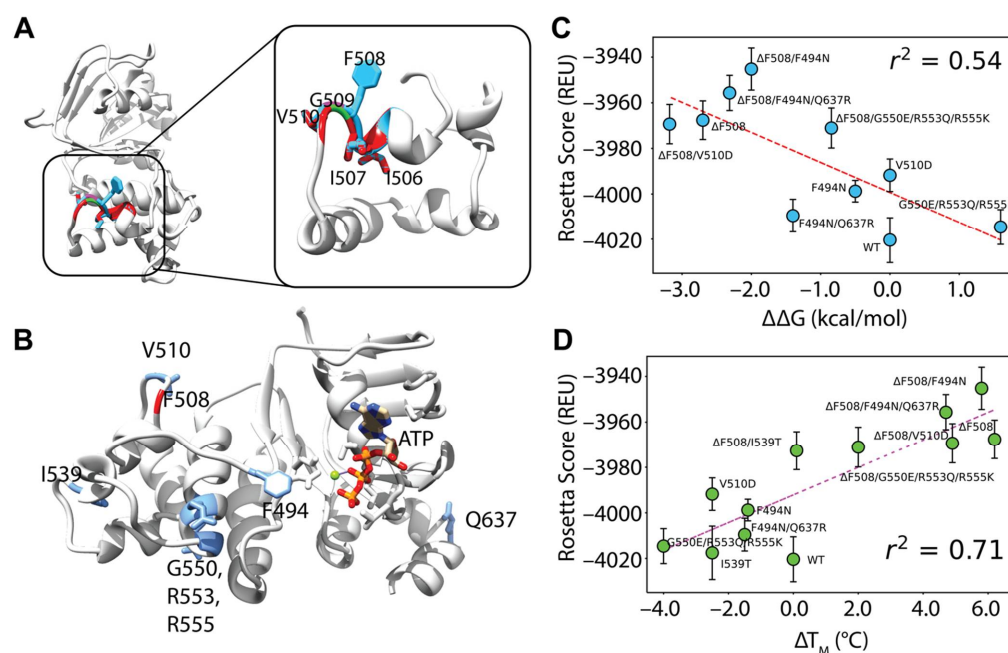 A
F508
G509
V510
I507
I506
B
V510
F508
ATP
I539
F494
Q637
G550,
R553,
R555
C
r² = 0.54
Rosetta Score (REU)
−3940
−3960
−3980
−4000
−4020
ΔF508/F494N
ΔF508/F494N/Q637R
ΔF508/G550E/R553Q/R555K
ΔF508
ΔF508/V510D
V510D
F494N
G550E/R553Q/R555
F494N/Q637R
WT
−3.0
−2.0
−1.0
0.0
1.0
ΔΔG (kcal/mol)
D
Rosetta Score (REU)
−3940
−3960
−3980
−4000
−4020
ΔF508/F494N
ΔF508/F494N/Q637R
ΔF508/I539T
ΔF508/V510D
ΔF508
ΔF508/G550E/R553Q/R555K
V510D
F494N
F494N/Q637R
G550E/R553Q/R555K
I539T
WT
r² = 0.71
-4.0
-2.0
0.0
2.0
4.0
6.0
ΔTM (°C)